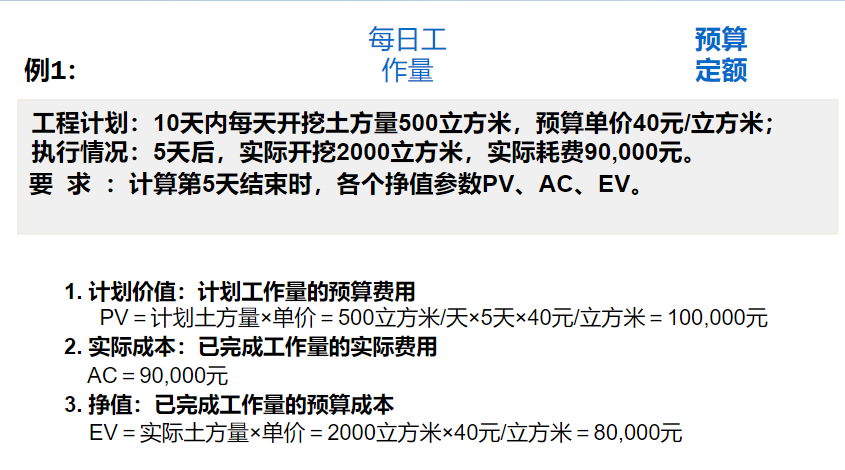 每日工
作量
预算
定额
例1：
工程计划：10天内每天开挖土方量500立方米，预算单价40元/立方米；
执行情况：5天后，实际开挖2000立方米，实际耗费90,000元。
要 求 ：计算第5天结束时，各个挣值参数PV、AC、EV。
1. 计划价值：计划工作量的预算费用
PV＝计划土方量×单价＝500立方米/天×5天×40元/立方米＝100,000元
2. 实际成本：已完成工作量的实际费用
AC＝90,000元
3. 挣值：已完成工作量的预算成本
EV＝实际土方量×单价＝2000立方米×40元/立方米＝80,000元